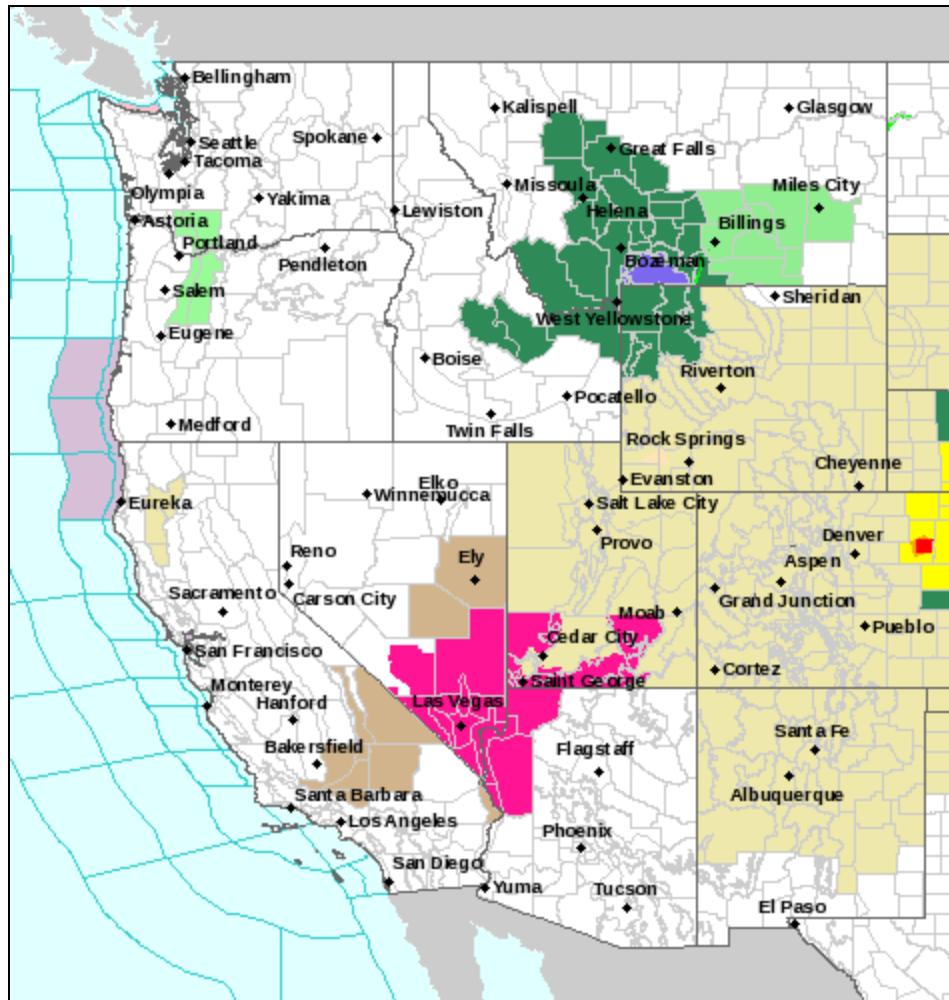 Bellingham
Kalispell
Glasgow
Spokane
Seattle
Great Falls
Tacoma
Missoula
Miles City
Olympia
Yakima
Lewiston
Helena
Astoria
Billings
Portland
Pendleton
Bozeman
Salem
Sheridan
West Yellowstone
Eugene
Boise
Riverton
Pocatello
Medford
Twin Falls
Rock Springs
Cheyenne
Elko
Evanston
Winnemucca
Eureka
Salt Lake City
Denver
Provo
Reno
Ely
Aspen
Sacramento
Carson City
Grand Junction
Moab
Pueblo
Cedar City
San Francisco
Cortez
Saint George
Monterey
Hanford
Las Vegas
Santa Fe
Bakersfield
Flagstaff
Albuquerque
Santa Barbara
Los Angeles
Phoenix
San Diego
Yuma
Tucson
El Paso